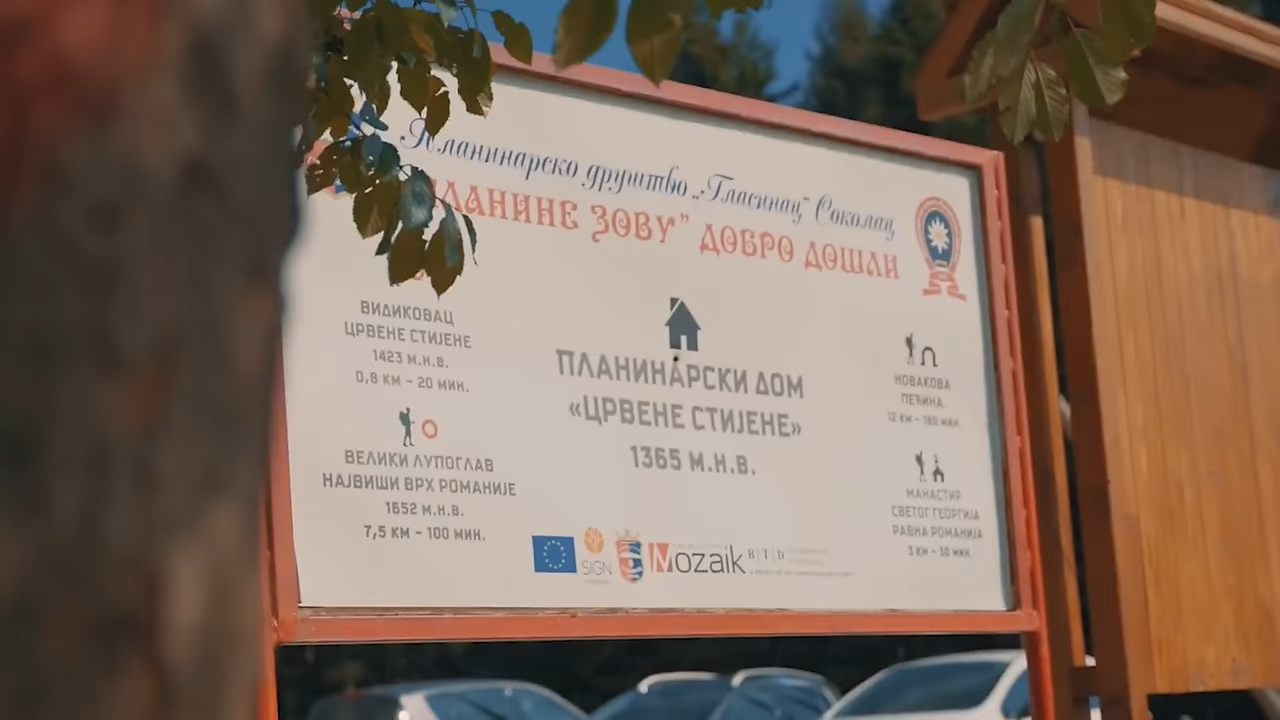 Планинарско друштво „Гласинац" Соколац
ПЛАНИНЕ ЗОВУ" ДОБРО ДОШЛИ
ВИДИКОВАЦ
ЦРВЕНЕ СТИЈЕНЕ
1423 М.Н.В.
0,8 КМ - 20 МИН.
ВЕЛИКИ ЛУПОГЛАВ
НАЈВИШИ ВРХ РОМАНИЈЕ
1652 М.Н.В.
7,5 КМ - 100 МИН.
ПЛАНИНАРСКИ ДОМ
«ЦРВЕНЕ СТИЈЕНЕ»
1365 М.Н.В.
НОВАКОВА
ПЕЋИНА.
12 КМ - 180 МИН.
МАНАСТИР
СВЕТОГ ГЕОРГИЈА
РАВНА РОМАНИЈА
3 КМ - 30 МИН.
SIGN
Mozaik
B|T|D